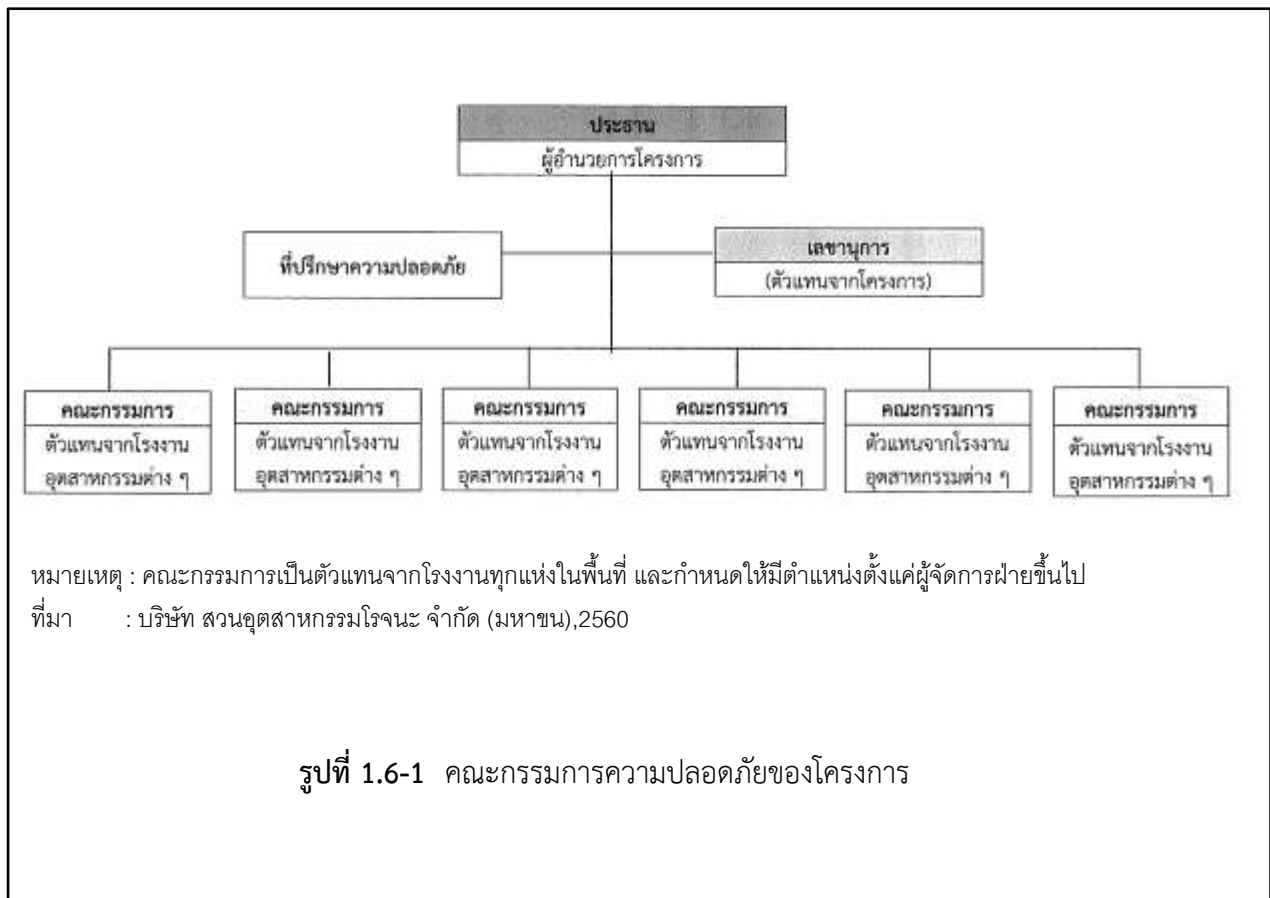 ประธาน
ผู้อำนวยการโครงการ
ที่ปรึกษาความปลอดภัย
เลขานุการ
(ตัวแทนจากโครงการ)
คณะกรรมการ
ตัวแทนจากโรงงาน
อุตสาหกรรมต่าง ๆ
คณะกรรมการ
ตัวแทนจากโรงงาน
อุตสาหกรรมต่าง ๆ
คณะกรรมการ
ตัวแทนจากโรงงาน
อุตสาหกรรมต่าง ๆ
คณะกรรมการ
ตัวแทนจากโรงงาน
อุตสาหกรรมต่าง ๆ
คณะกรรมการ
ตัวแทนจากโรงงาน
อุตสาหกรรมต่าง ๆ
คณะกรรมการ
ตัวแทนจากโรงงาน
อุตสาหกรรมต่าง ๆ
หมายเหตุ : คณะกรรมการเป็นตัวแทนจากโรงงานทุกแห่งในพื้นที่ และกำหนดให้มีตำแหน่งตั้งแค่ผู้จัดการฝ่ายขึ้นไป
ที่มา : บริษัท สวนอุตสาหกรรมโรจนะ จำกัด (มหาขน),2560
รูปที่ 1.6-1 คณะกรรมการความปลอดภัยของโครงการ